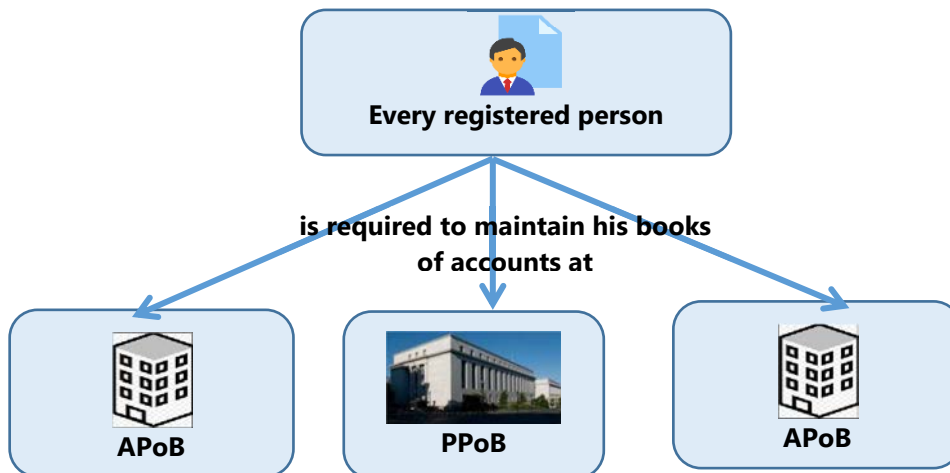 Every registered person
is required to maintain his books
of accounts at
APoB
PPoB
APoB